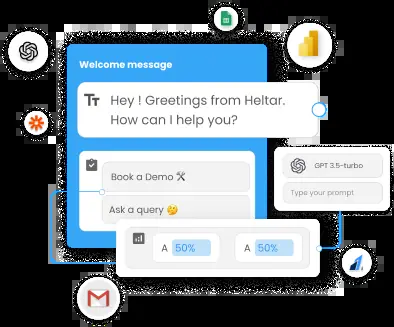 Welcome message
Hey ! Greetings from Heltar.
How can I help you?
GPT 3.5-turbo
Type your prompt
Book a Demo 🛠
Ask a query 🤔
A 50%
A 50%